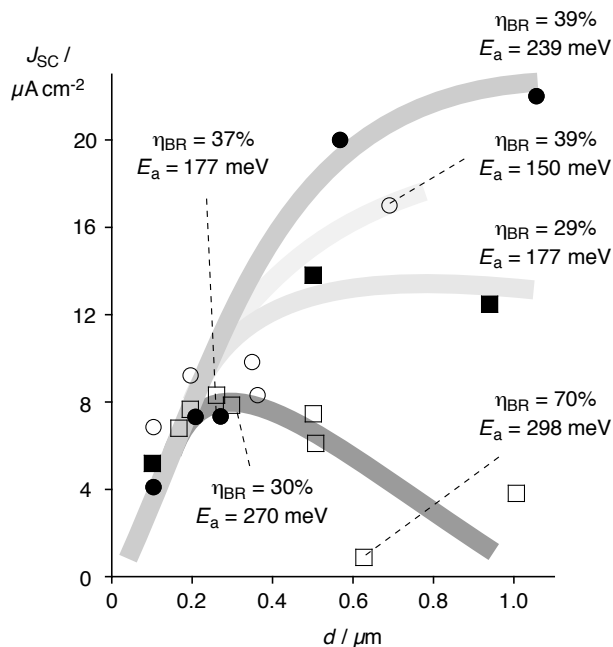 η_BR = 39%
E_a = 239 meV
J_SC /
μA cm⁻²
20
η_BR = 37%
E_a = 177 meV
η_BR = 39%
E_a = 150 meV
16
η_BR = 29%
E_a = 177 meV
12
8
η_BR = 70%
E_a = 298 meV
4
η_BR = 30%
E_a = 270 meV
0
0 0.2 0.4 0.6 0.8 1.0
d / μm